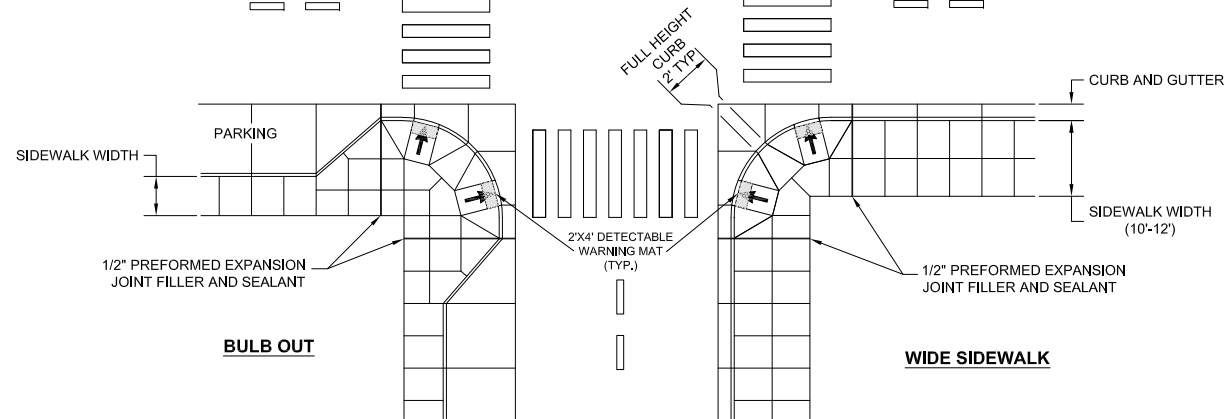 FULL HEIGHT
CURB
2' TYP.
CURB AND GUTTER
PARKING
SIDEWALK WIDTH
SIDEWALK WIDTH
(10'-12')
2'X4' DETECTABLE
WARNING MAT
(TYP.)
1/2" PREFORMED EXPANSION
JOINT FILLER AND SEALANT
1/2" PREFORMED EXPANSION
JOINT FILLER AND SEALANT
BULB OUT
WIDE SIDEWALK